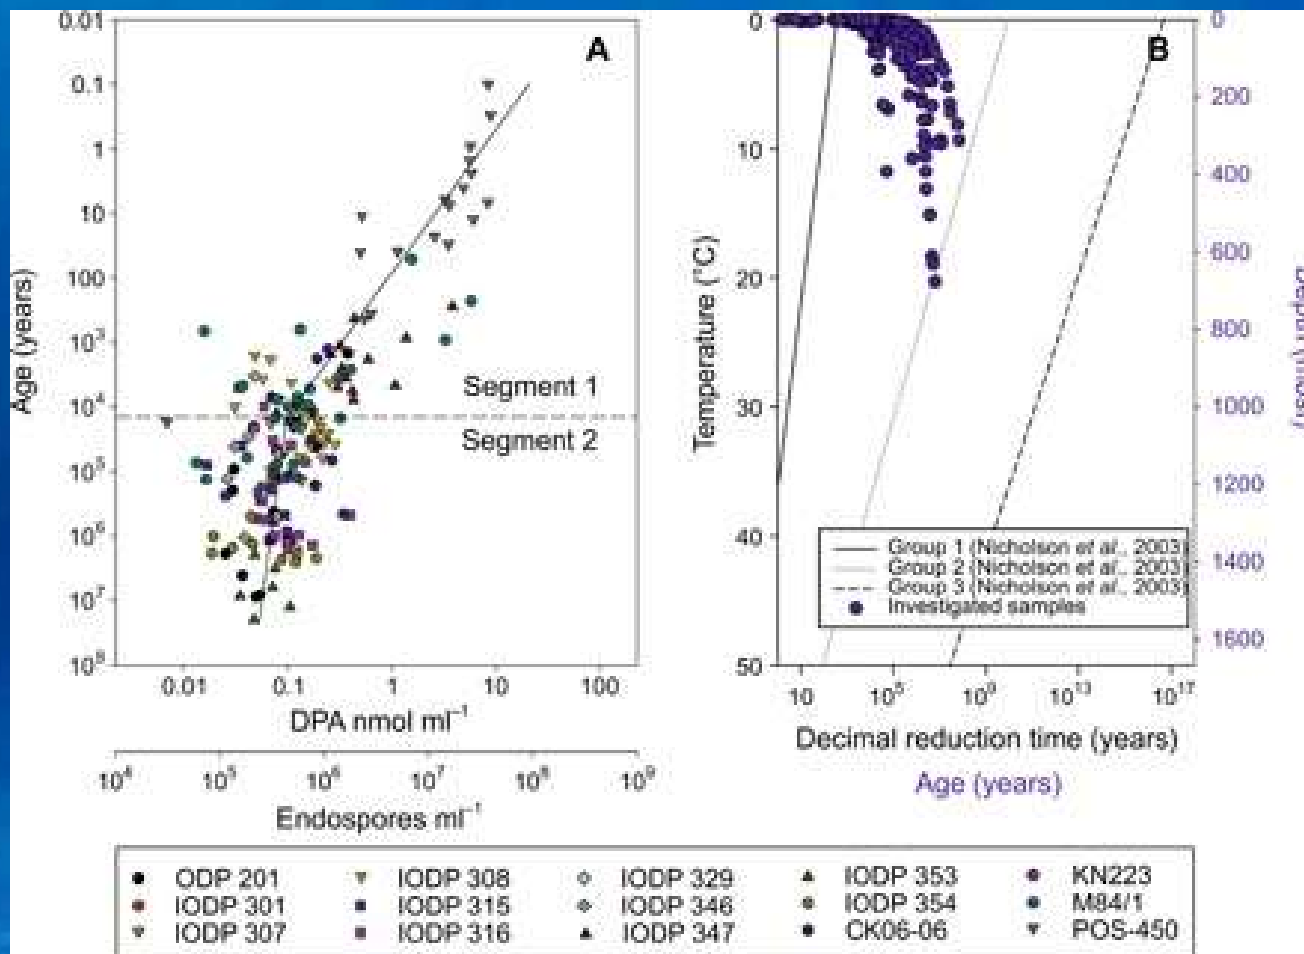 A
B
0.01
0.1
1
10
100
10³
10⁴
10⁵
10⁶
10⁷
10⁸
Age (years)
Segment 1
Segment 2
0.01 0.1 1 10 100
DPA nmol ml⁻¹
10⁴ 10⁵ 10⁶ 10⁷ 10⁸ 10⁹
Endospores ml⁻¹
0
10
20
30
40
50
Temperature (°C)
0
200
400
600
800
1000
1200
1400
1600
Depth (mbsf)
Group 1 (Nicholson et al., 2003)
Group 2 (Nicholson et al., 2003)
Group 3 (Nicholson et al., 2003)
Investigated samples
10 10⁵ 10⁹ 10¹³ 10¹⁷
Decimal reduction time (years)
Age (years)
ODP 201 IODP 308 IODP 329 IODP 353 KN223
IODP 301 IODP 315 IODP 346 IODP 354 M84/1
IODP 307 IODP 316 IODP 347 CK06-06 POS-450